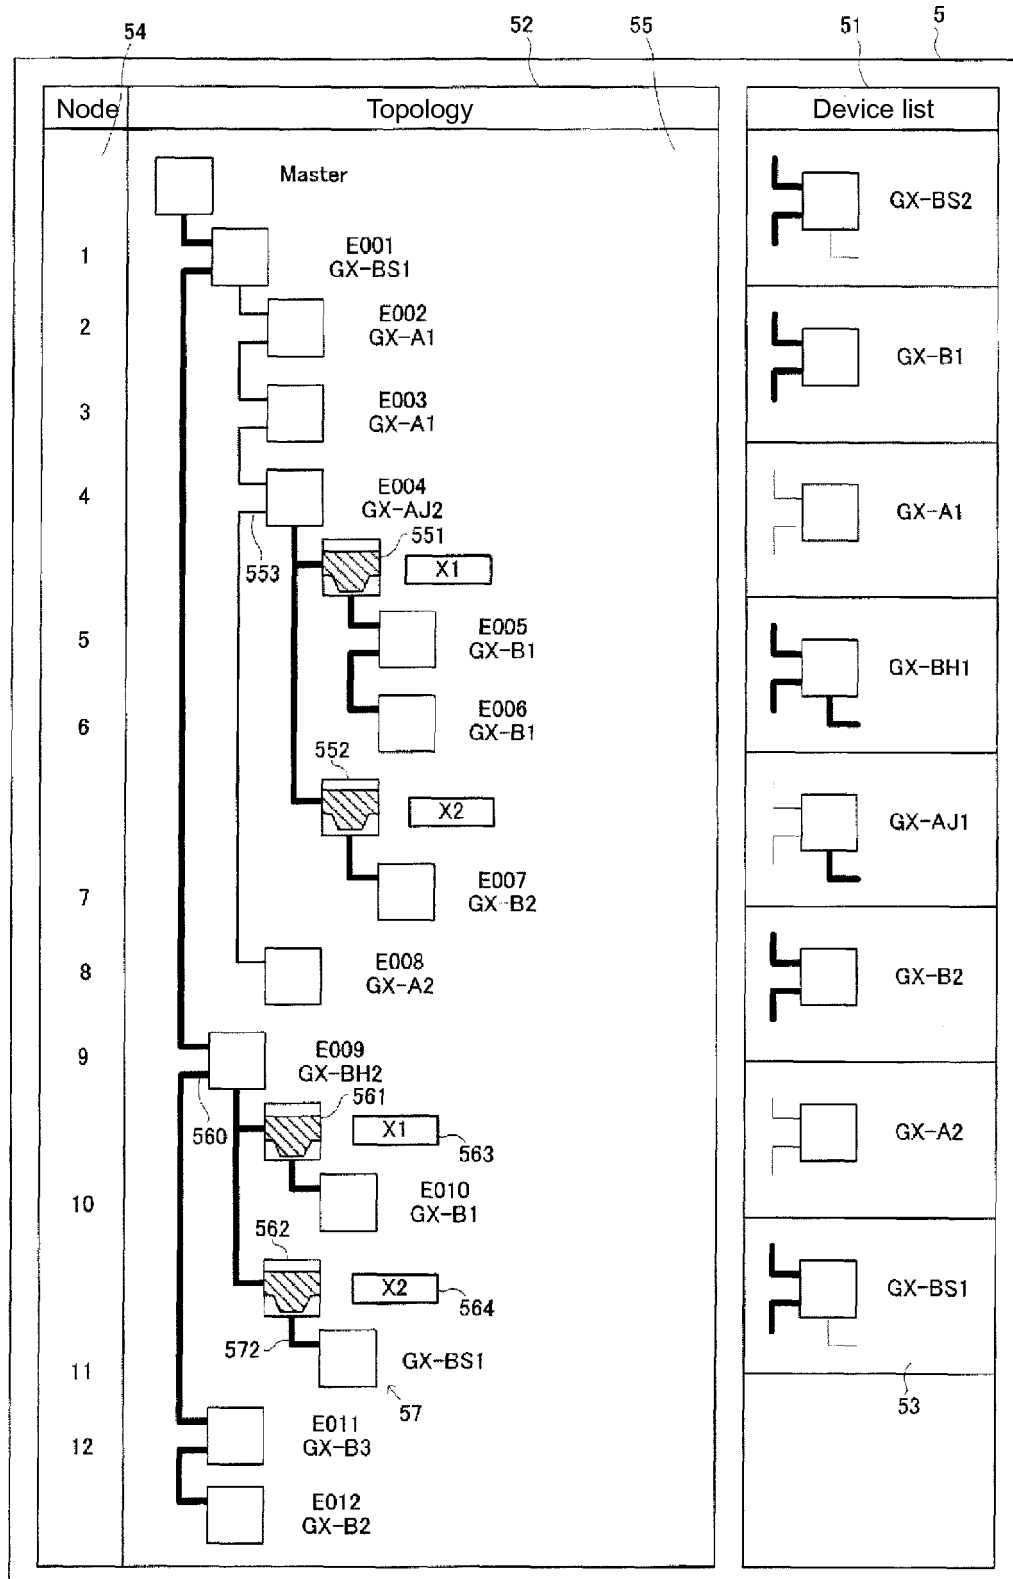 5
54
52
55
51
Node
Topology
Device list
Master
1
E001
GX-BS1
2
E002
GX-A1
3
E003
GX-A1
4
E004
GX-AJ2
551
553
X1
5
E005
GX-B1
6
E006
GX-B1
552
X2
7
E007
GX-B2
8
E008
GX-A2
9
E009
GX-BH2
561
560
X1
563
10
E010
GX-B1
562
X2
564
572
GX-BS1
11
57
E011
12
GX-B3
E012
GX-B2
GX-BS2
GX-B1
GX-A1
GX-BH1
GX-AJ1
GX-B2
GX-A2
GX-BS1
53